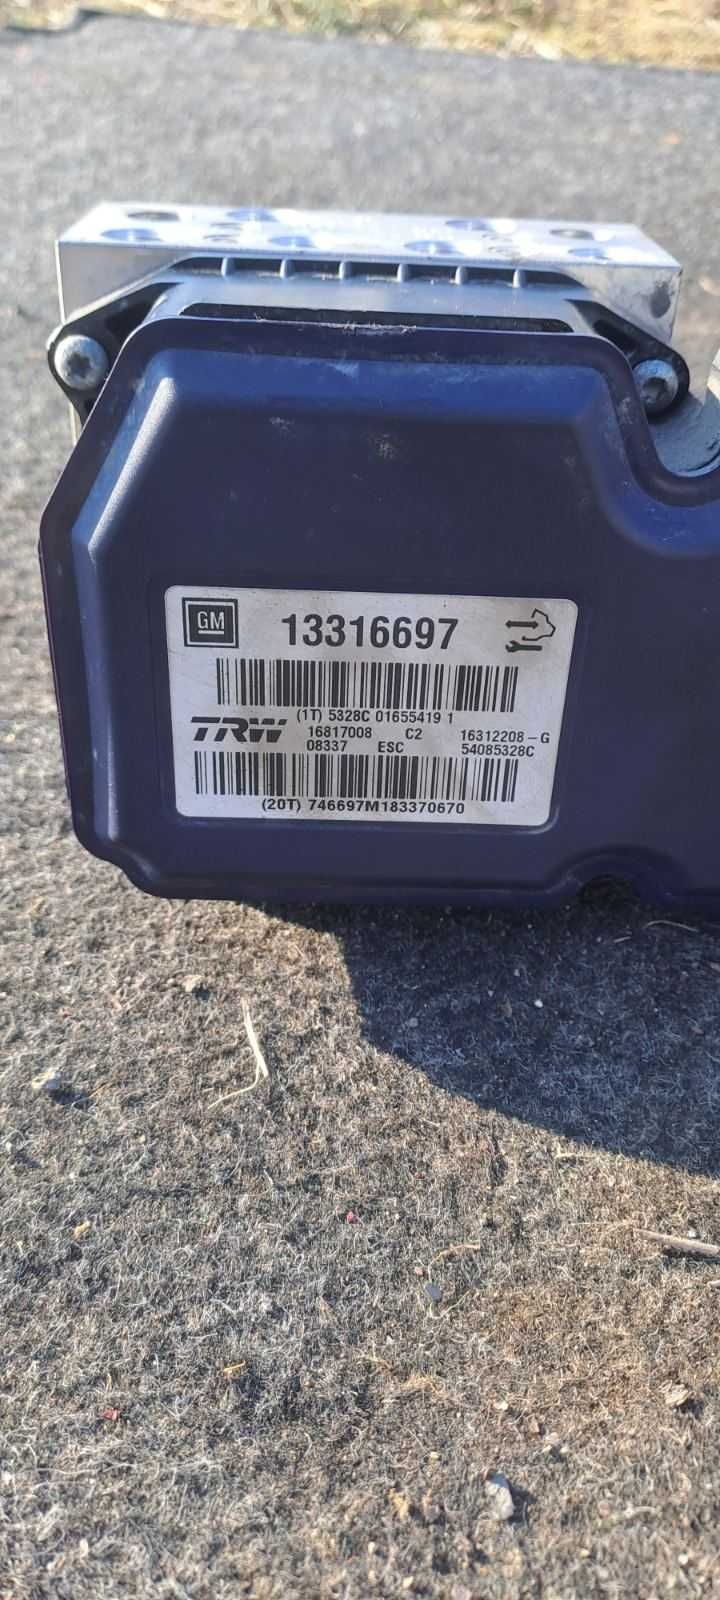 GM 13316697
(1T) 5328C 01655419 1
TRW 16817008 C2 16312208-G
08337 ESC 54085328C
(20T) 746697M183370670